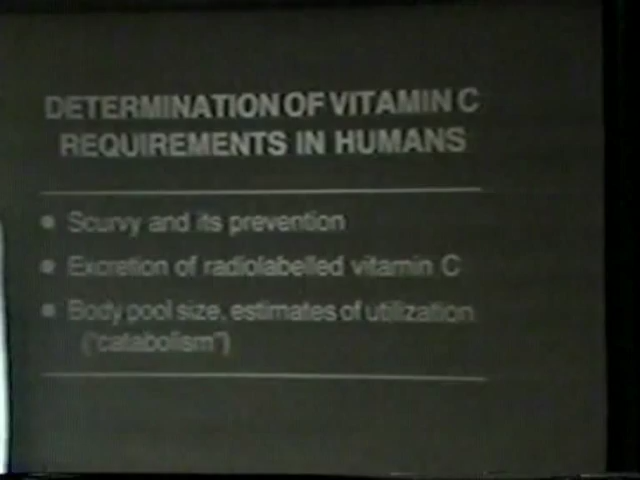 DETERMINATION OF VITAMIN C
REQUIREMENTS IN HUMANS
• Scurvy and its prevention
• Excretion of radiolabelled vitamin C
• Body pool size, estimates of utilization
("catabolism")